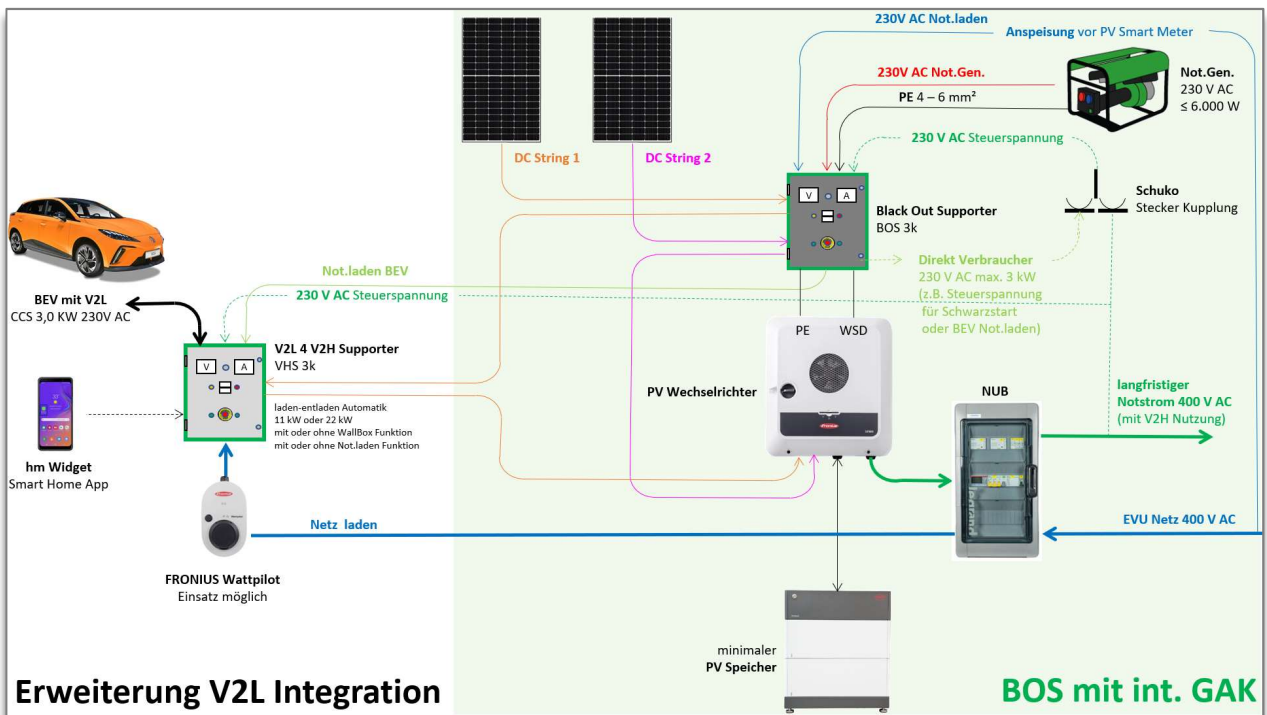 230V AC Not.laden
Anspeisung vor PV Smart Meter
230V AC Not.Gen.
PE 4 – 6 mm²
Not.Gen.
230 V AC
≤ 6.000 W
230 V AC Steuerspannung
DC String 1
DC String 2
V
A
Schuko
Stecker Kupplung
Black Out Supporter
BOS 3k
Direkt Verbraucher
230 V AC max. 3 kW
(z.B. Steuerspannung
für Schwarzstart
oder BEV Not.laden)
Not.laden BEV
230 V AC Steuerspannung
BEV mit V2L
CCS 3,0 KW 230V AC
V2L 4 V2H Supporter
VHS 3k
V
A
laden-entladen Automatik
11 kW oder 22 kW
mit oder ohne WallBox Funktion
mit oder ohne Not.laden Funktion
PE
WSD
PV Wechselrichter
NUB
legrand
langfristiger
Notstrom 400 V AC
(mit V2H Nutzung)
hm Widget
Smart Home App
Netz laden
EVU Netz 400 V AC
FRONIUS Wattpilot
Einsatz möglich
minimaler
PV Speicher
Erweiterung V2L Integration
BOS mit int. GAK